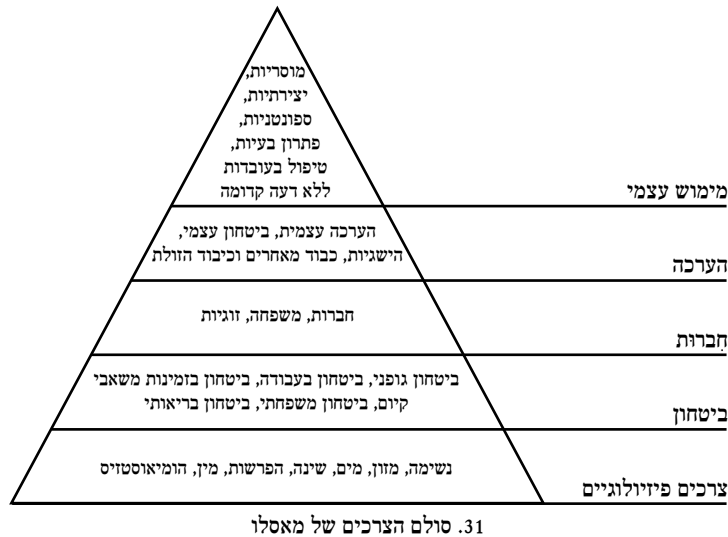 מוסריות,
יצירתיות,
ספונטניות,
פתרון בעיות,
טיפול בעובדות
ללא דעה קדומה
מימוש עצמי
הערכה עצמית, ביטחון עצמי,
הישגיות, כבוד מאחרים וכיבוד הזולת
הערכה
חברות, משפחה, זוגיות
חִברוּת
ביטחון גופני, ביטחון בעבודה, ביטחון בזמינות משאבי
קיום, ביטחון משפחתי, ביטחון בריאותי
ביטחון
נשימה, מזון, מים, שינה, הפרשות, מין, הומיאוסטזיס
צרכים פיזיולוגיים
31. סולם הצרכים של מאסלו